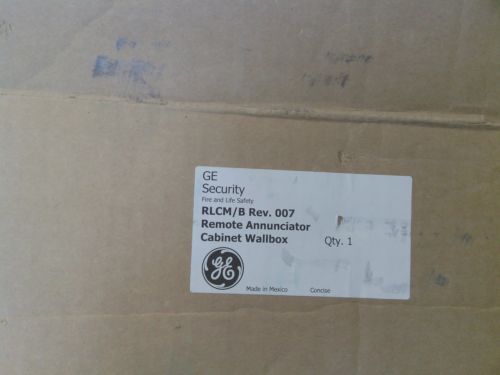 GE
Security
Fire and Life Safety
RLCM/B Rev. 007
Remote Annunciator
Cabinet Wallbox Qty. 1
GE
Made in Mexico Concise